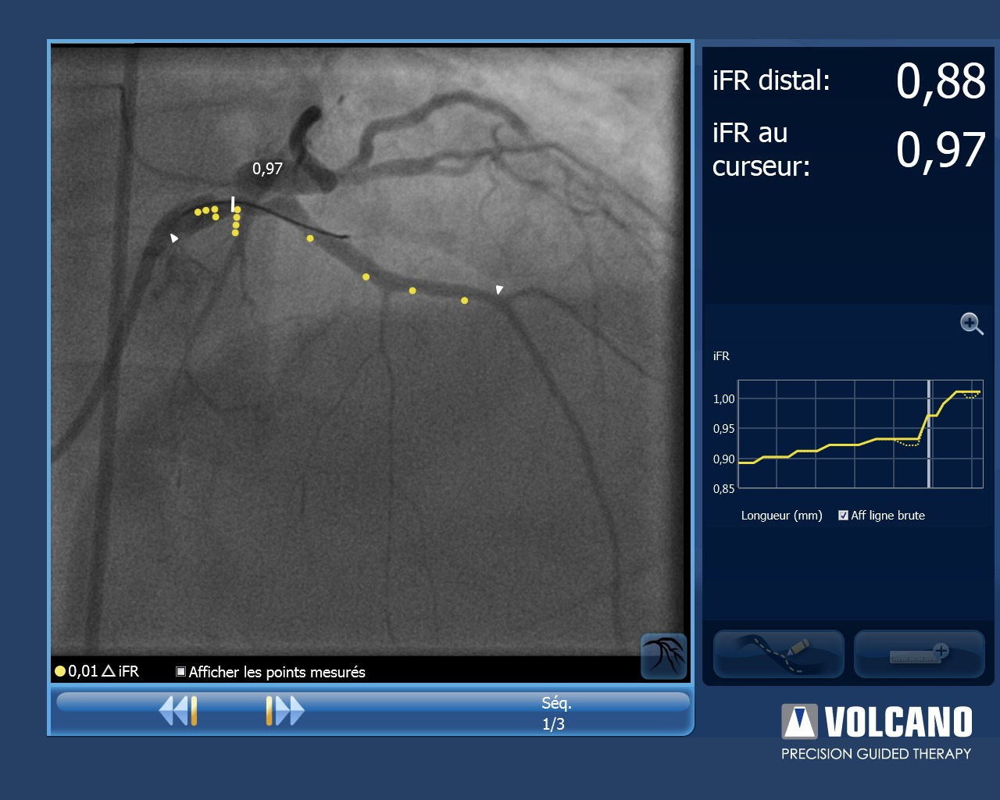 iFR distal: 0,88
iFR au curseur: 0,97
0,97
iFR
1,00
0,95
0,90
0,85
Longueur (mm) Aff ligne brute
0,01 iFR Afficher les points mesurés
Séq.
1/3
VOLCANO
PRECISION GUIDED THERAPY